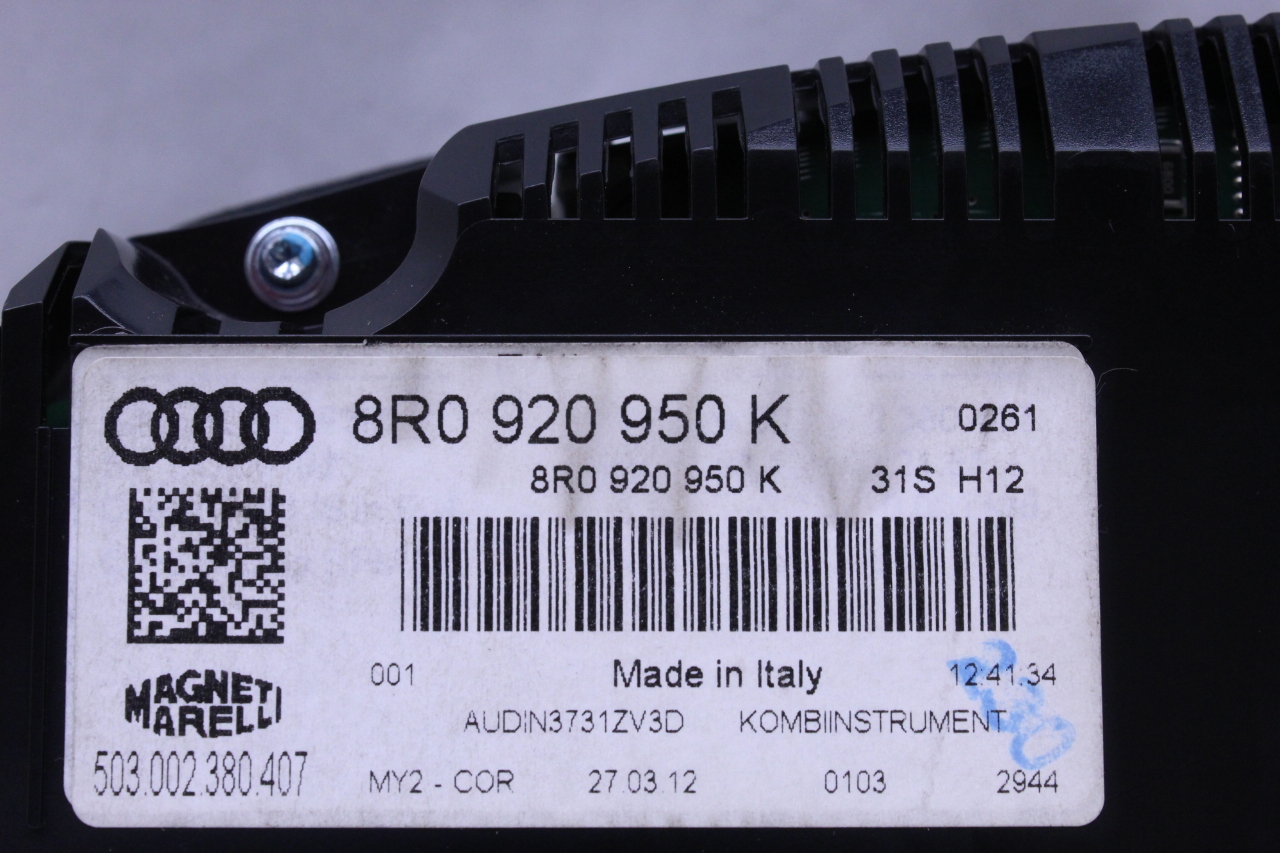 8R0 920 950 K 0261
8R0 920 950 K 31S H12
001 Made in Italy 12:41:34
MAGNETI
MARELLI
AUDIN3731ZV3D KOMBIINSTRUMENT
503.002.380.407
MY2 - COR 27.03.12 0103 2944